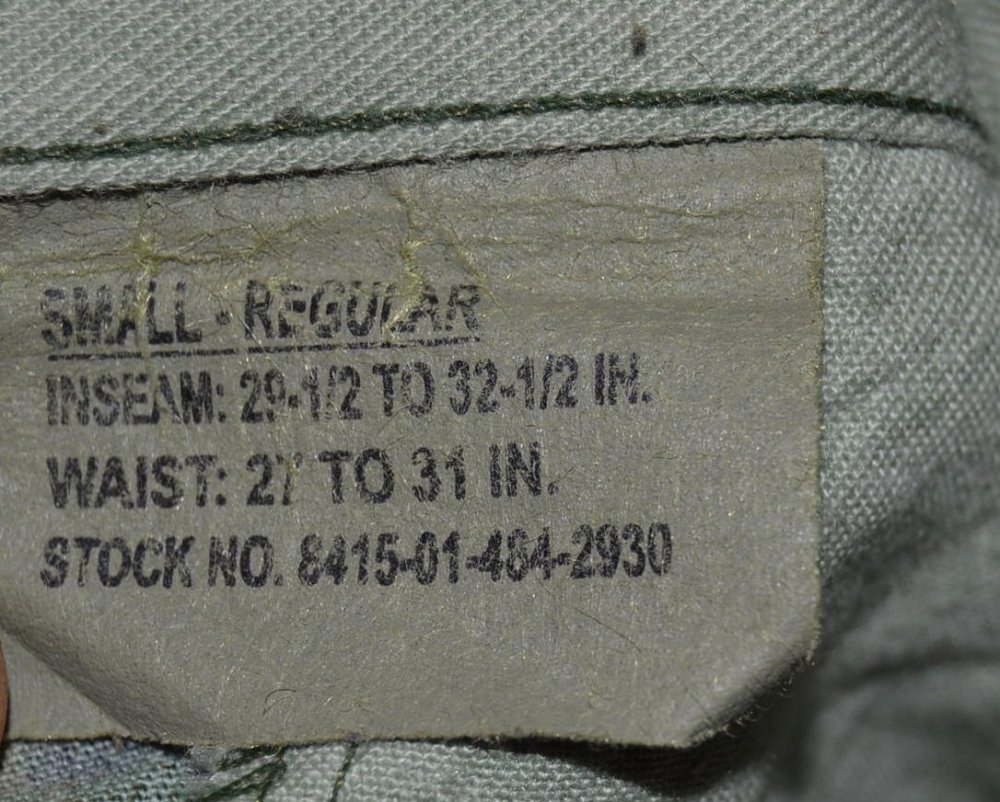 SMALL - REGULAR
INSEAM: 29-1/2 TO 32-1/2 IN.
WAIST: 27 TO 31 IN.
STOCK NO. 8415-01-484-2930